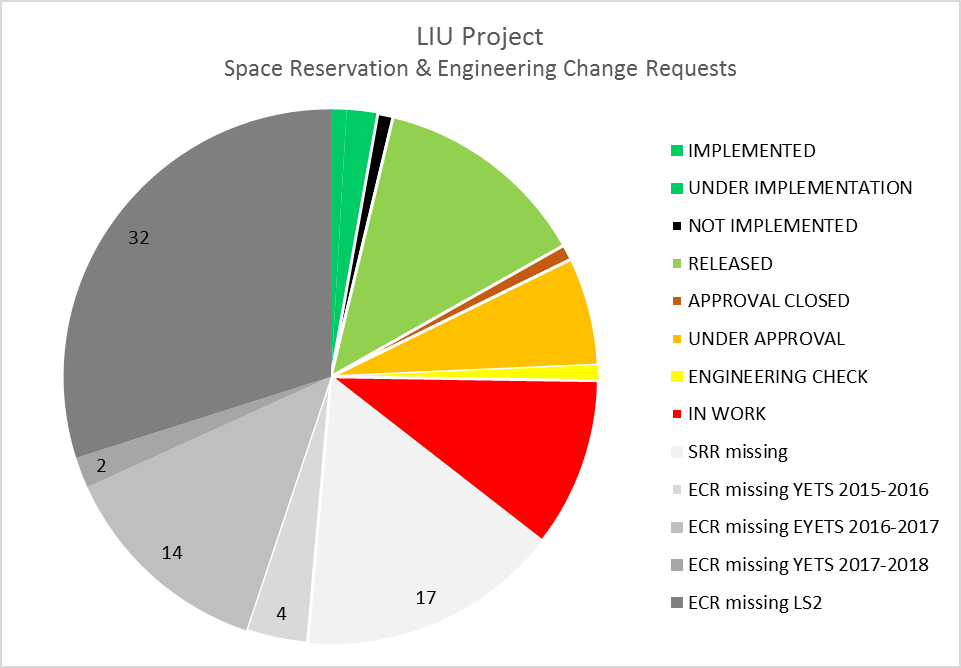 LIU Project
Space Reservation & Engineering Change Requests
IMPLEMENTED
UNDER IMPLEMENTATION
NOT IMPLEMENTED
RELEASED
APPROVAL CLOSED
UNDER APPROVAL
ENGINEERING CHECK
IN WORK
SRR missing
ECR missing YETS 2015-2016
ECR missing EYETS 2016-2017
ECR missing YETS 2017-2018
ECR missing LS2
32
2
14
4
17